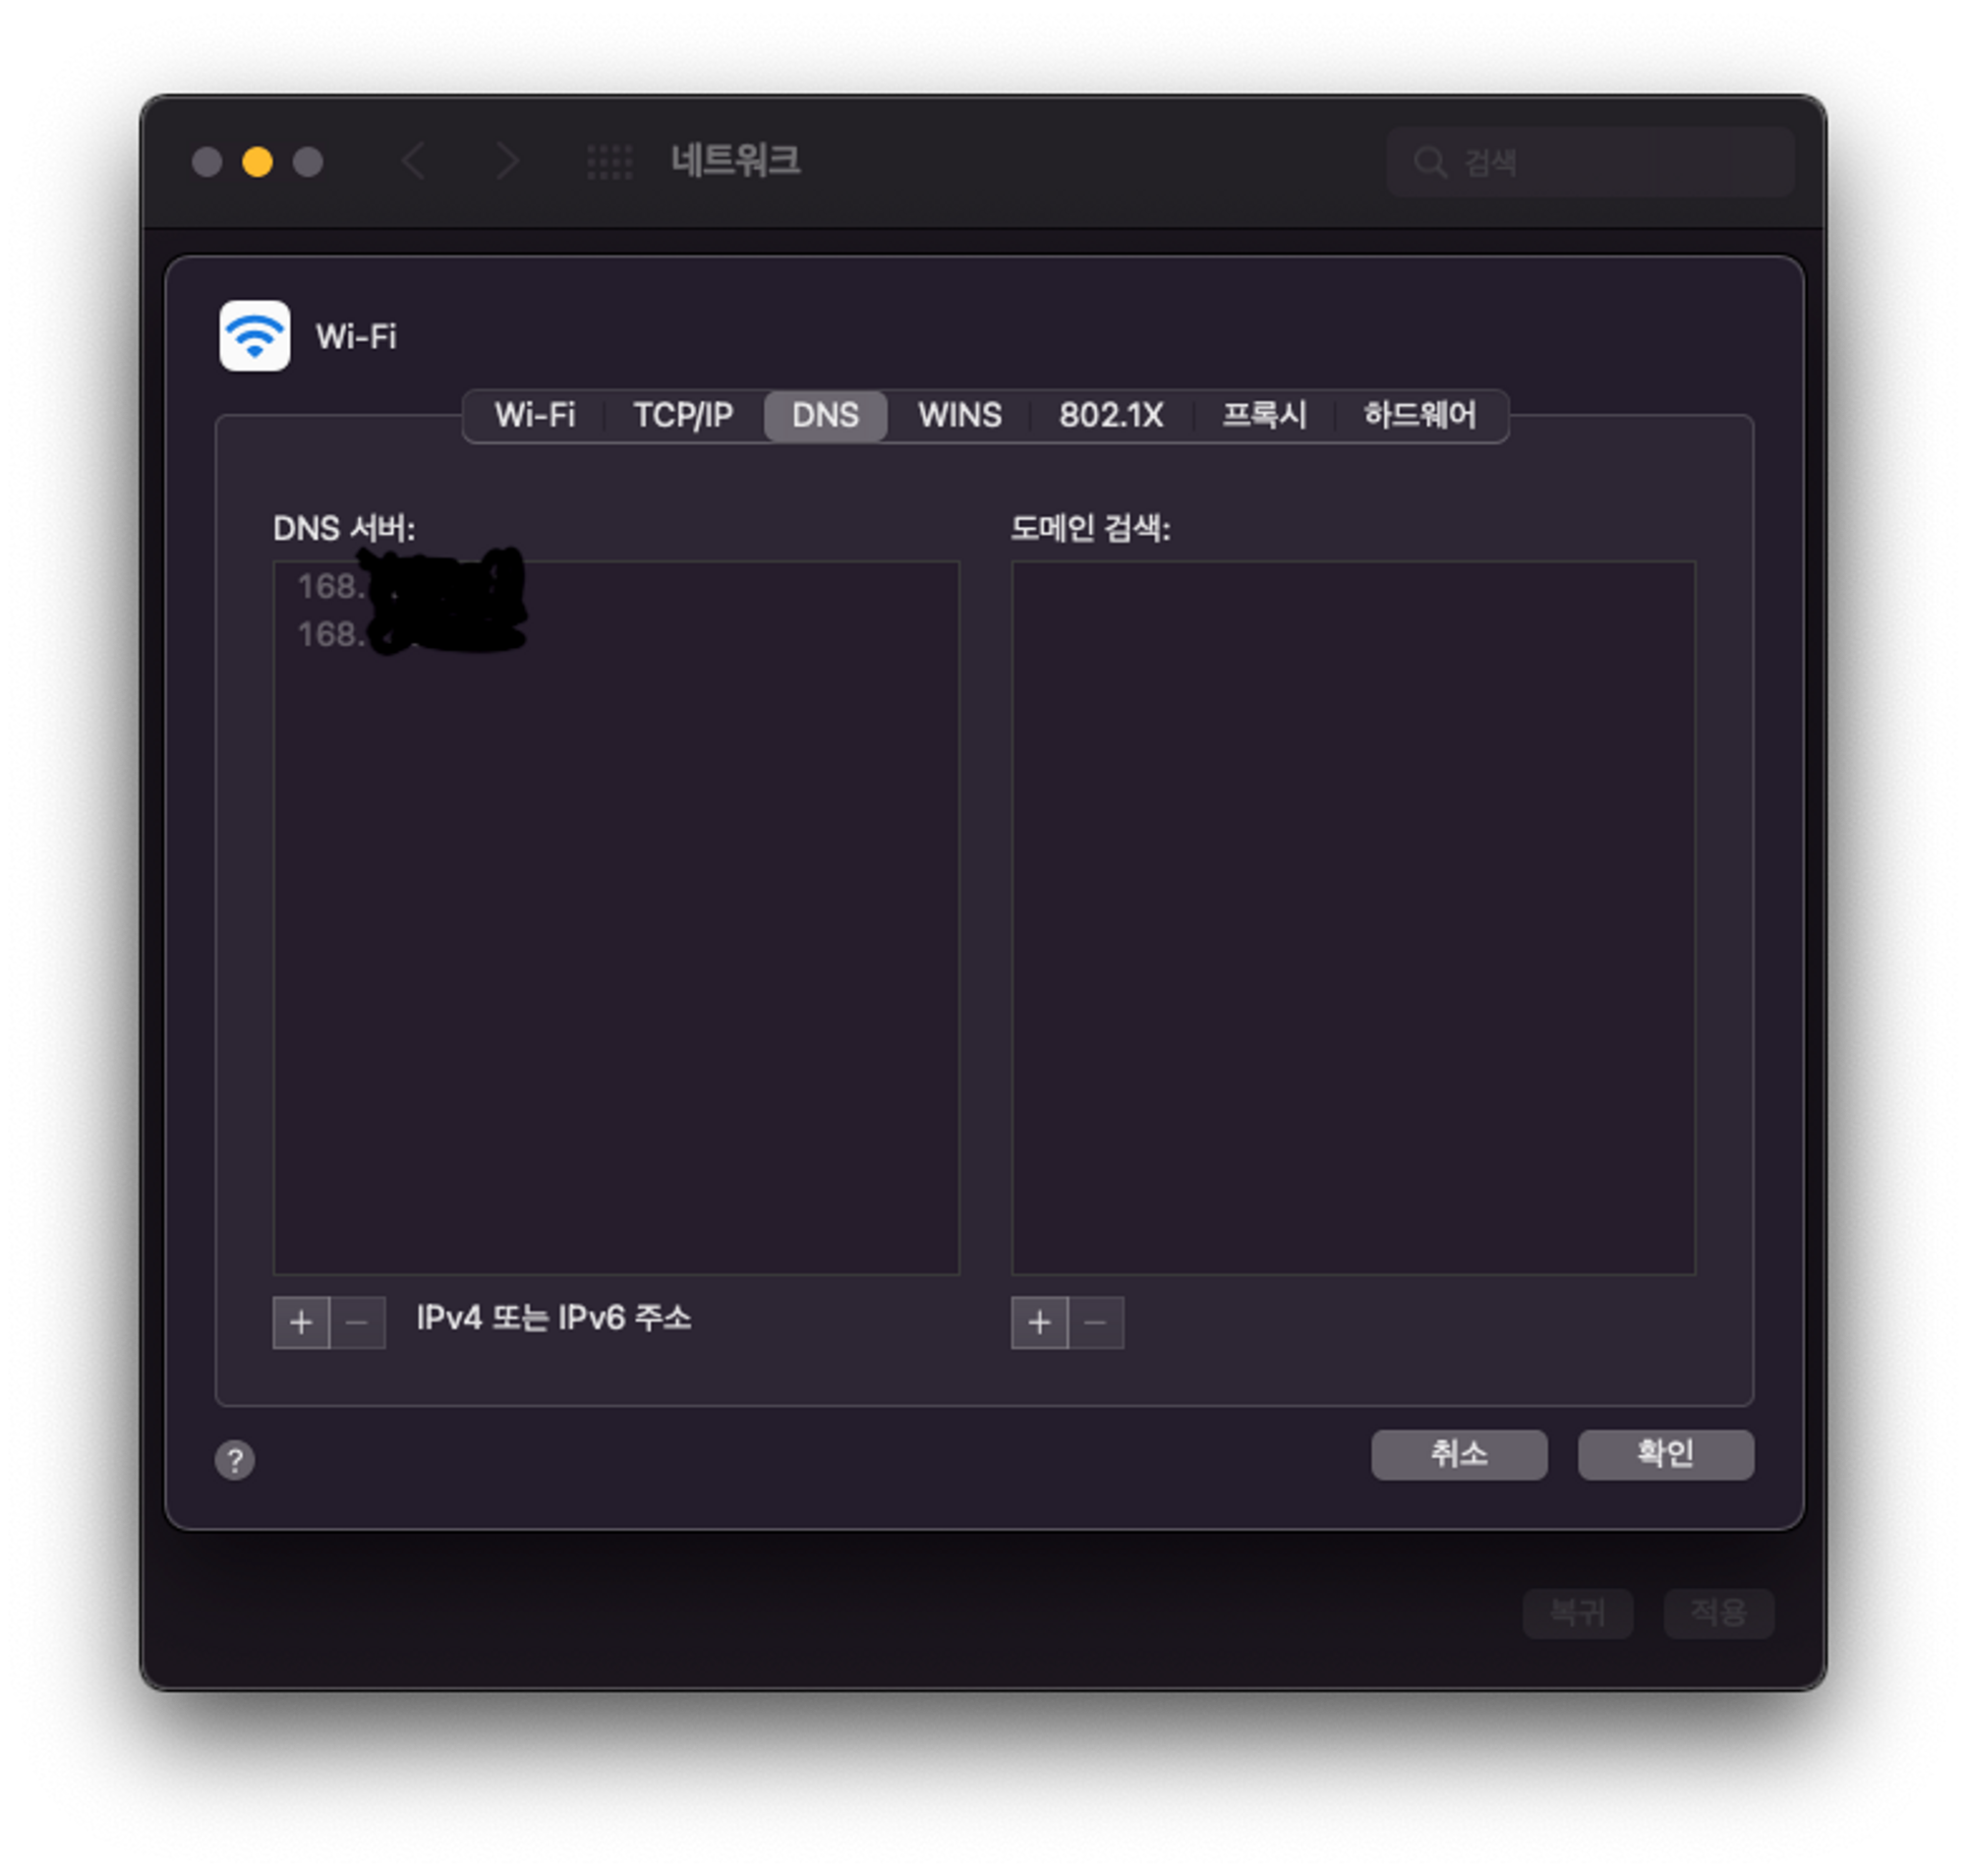 네트워크
검색
Wi-Fi
Wi-Fi TCP/IP DNS WINS 802.1X 프록시 하드웨어
DNS 서버:
168.
168.
도메인 검색:
+ − IPv4 또는 IPv6 주소
+ −
? 취소 확인
복귀 적용